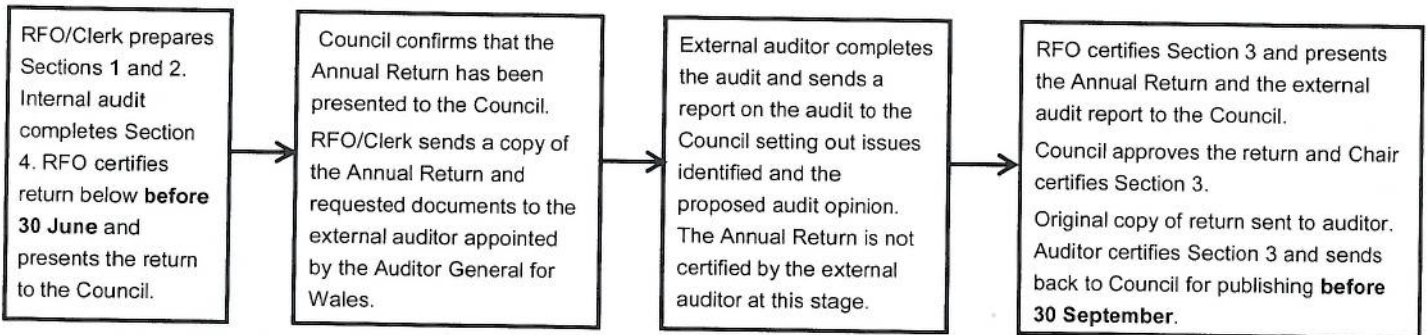 RFO/Clerk prepares
Sections 1 and 2.
Internal audit
completes Section
4. RFO certifies
return below before
30 June and
presents the return
to the Council.
Council confirms that the
Annual Return has been
presented to the Council.
RFO/Clerk sends a copy of
the Annual Return and
requested documents to the
external auditor appointed
by the Auditor General for
Wales.
External auditor completes
the audit and sends a
report on the audit to the
Council setting out issues
identified and the
proposed audit opinion.
The Annual Return is not
certified by the external
auditor at this stage.
RFO certifies Section 3 and presents
the Annual Return and the external
audit report to the Council.
Council approves the return and Chair
certifies Section 3.
Original copy of return sent to auditor.
Auditor certifies Section 3 and sends
back to Council for publishing before
30 September.